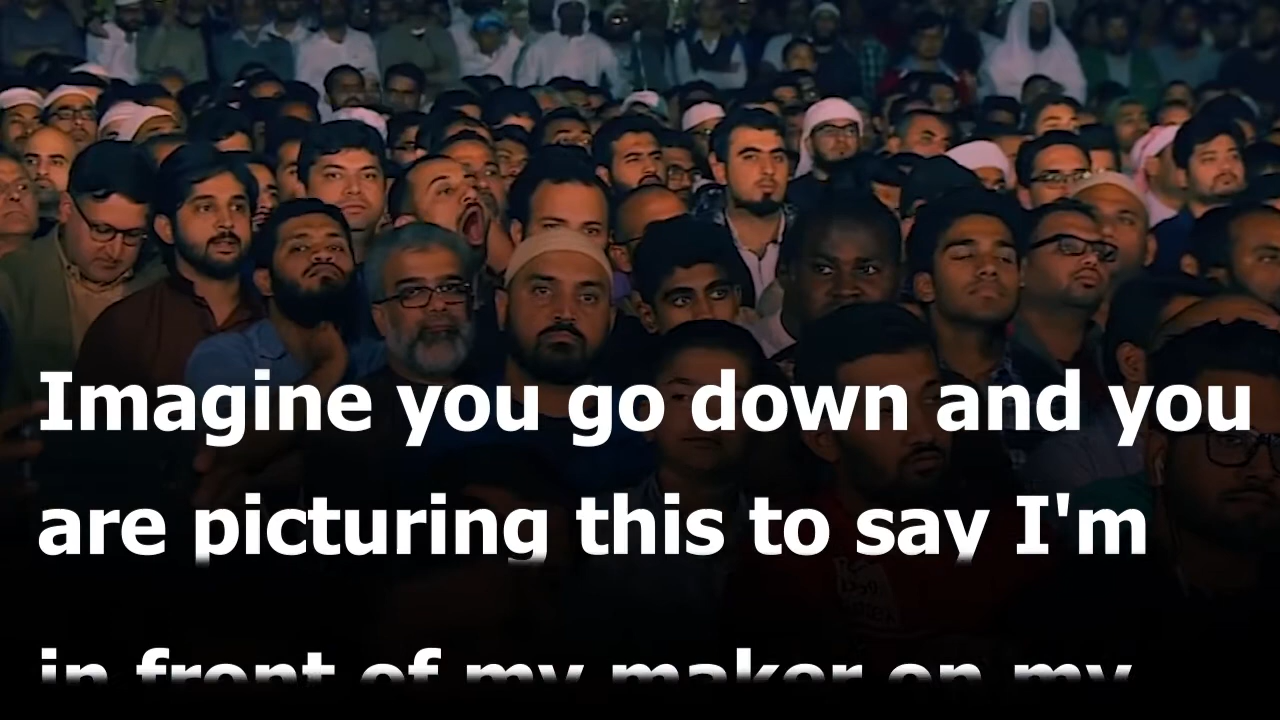 Imagine you go down and you
are picturing this to say I'm
in front of my maker on my